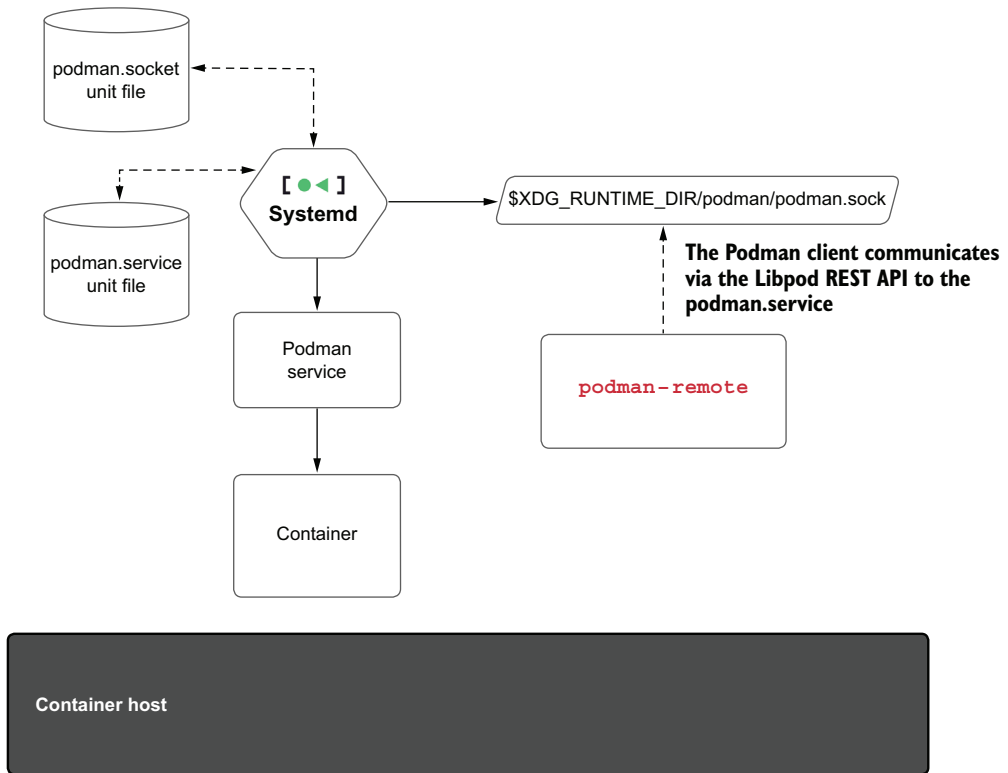 podman.socket
unit file
podman.service
unit file
Systemd
$XDG_RUNTIME_DIR/podman/podman.sock
The Podman client communicates
via the Libpod REST API to the
podman.service
Podman
service
podman-remote
Container
Container host